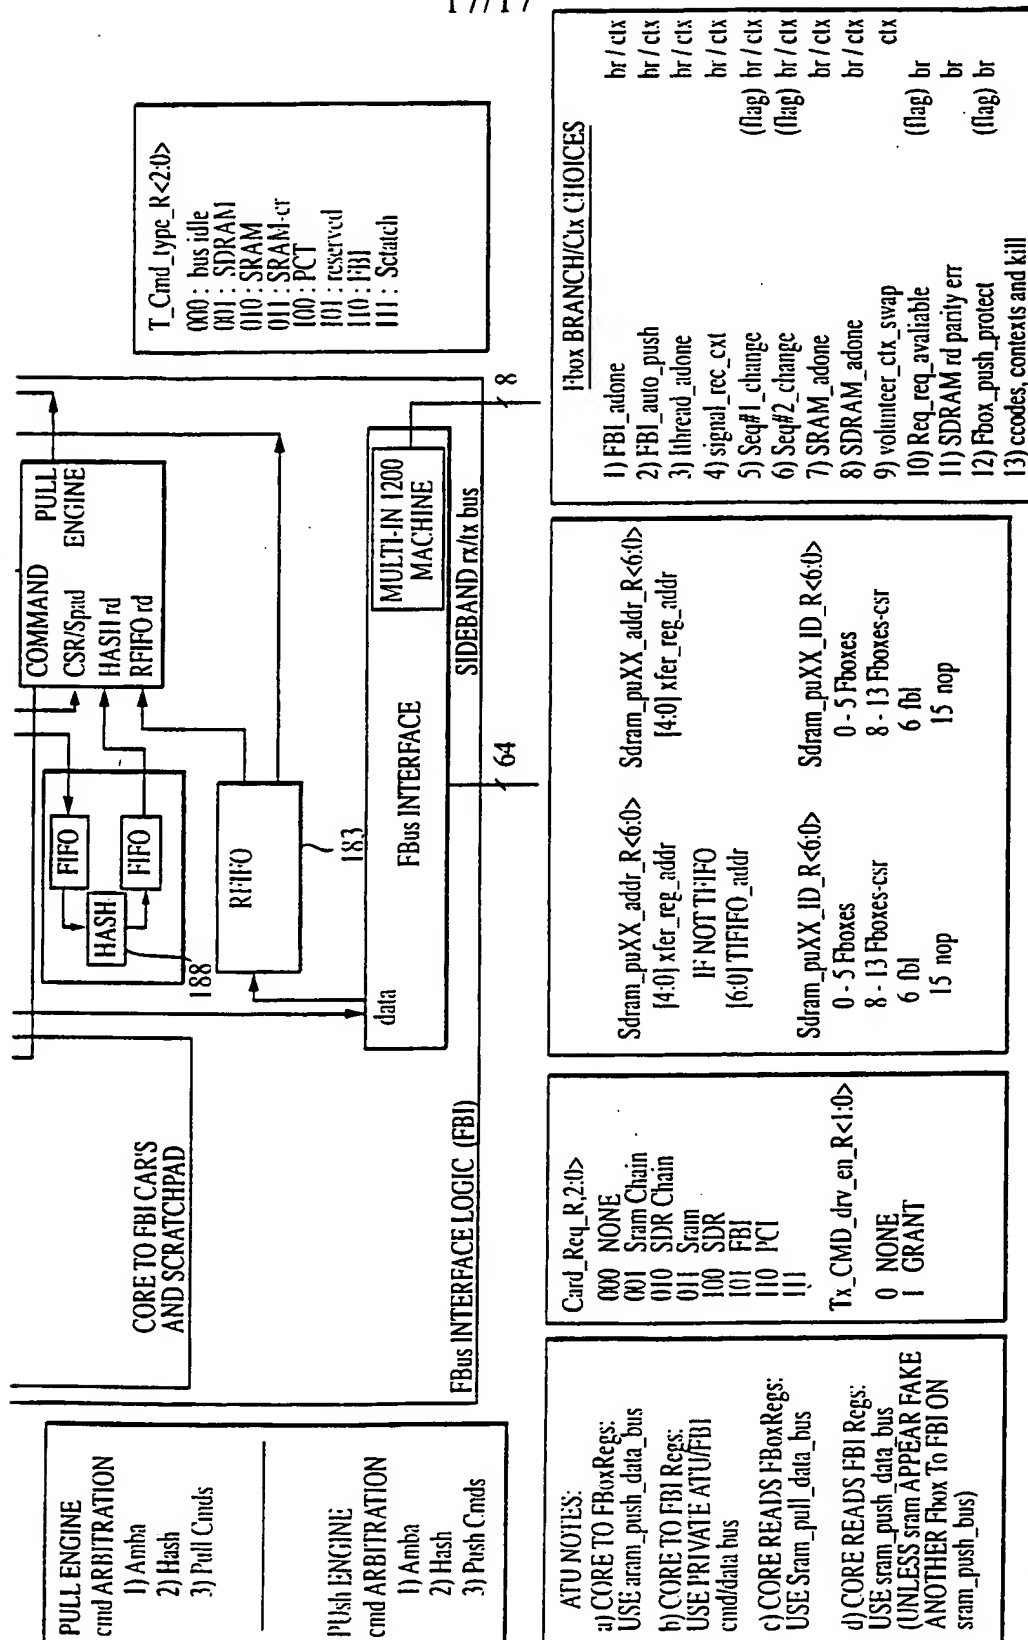 17/17
PULL ENGINE
cmd ARBITRATION
1) Amba
2) Hash
3) Pull Cmds
PUsh ENGINE
cmd ARBITRATION
1) Amba
2) Hash
3) Push Cmds
CORE TO FBI CAR'S
AND SCRATCHPAD
FBus INTERFACE LOGIC (FBI)
FIFO
HASH
FIFO
188
RFIFO
183
COMMAND
PULL
ENGINE
CSR/Spad
HASH rd
RFIFO rd
data
FBus INTERFACE
MULTI-IN 1200
MACHINE
SIDEBAND rx/tx bus
64
8
T_Cmd_type_R<2:0>
000 : bus idle
001 : SDRAM
010 : SRAM
011 : SRAM-cr
100 : PCT
101 : reserved
110 : FBI
111 : Sctatch
ATU NOTES:
a) CORE TO FBoxRegs:
USE aram_push_data_bus
b) CORE TO FBI Regs:
USE PRIVATE ATU/FBI
cmd/data bus
c) CORE READS FBoxRegs:
USE Sram_pull_data_bus
d) CORE READS FBI Regs:
USE sram_push_data_bus
(UNLESS sram APPEAR FAKE
ANOTHER Fbox To FBI ON
sram_push_bus)
Card_Req_R,2:0>
000 NONE
001 Sram Chain
010 SDR Chain
011 Sram
100 SDR
101 FBI
110 PCI
111
Tx_CMD_drv_en_R<1:0>
0 NONE
1 GRANT
Sdram_puXX_addr_R<6:0>
[4:0] xfer_reg_addr
IF NOT TFIFO
[6:0] TIFIFO_addr
Sdram_puXX_ID_R<6:0>
0 - 5 Fboxes
8 - 13 Fboxes-csr
6 fbI
15 nop
Sdram_puXX_addr_R<6:0>
[4:0] xfer_reg_addr
Sdram_puXX_ID_R<6:0>
0 - 5 Fboxes
8 - 13 Fboxes-csr
6 fbI
15 nop
Fbox BRANCH/Ctx CHOICES
1) FBI_adone br / ctx
2) FBI_auto_push br / ctx
3) Ithread_adone br / ctx
4) signal_rec_cxt br / ctx
5) Seq#1_change (flag) br / ctx
6) Seq#2_change (flag) br / ctx
7) SRAM_adone br / ctx
8) SDRAM_adone br / ctx
9) volunteer_ctx_swap ctx
10) Req_req_avaliable (flag) br
11) SDRAM rd parity err br
12) Fbox_push_protect (flag) br
13) ccodes, contexts and kill